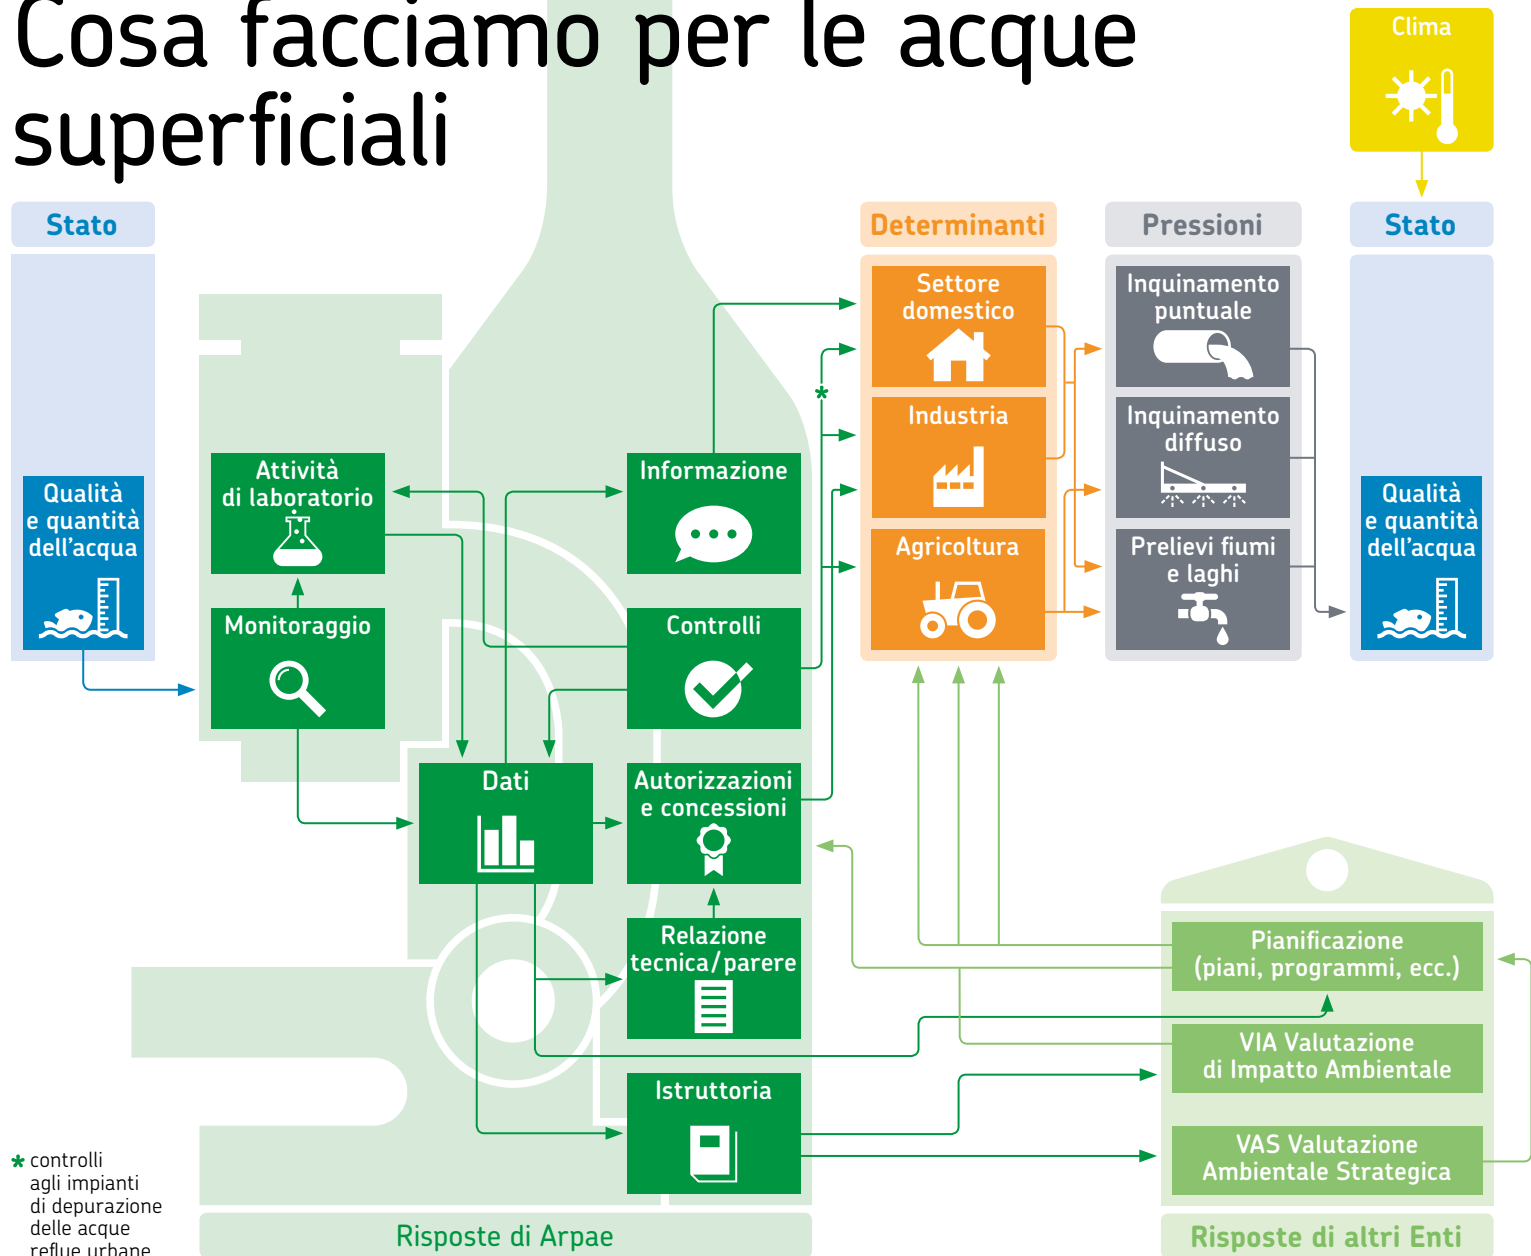 Cosa facciamo per le acque
superficiali
Clima
Stato
Determinanti
Pressioni
Stato
Qualità
e quantità
dell'acqua
Attività
di laboratorio
Monitoraggio
Dati
Informazione
Controlli
Autorizzazioni
e concessioni
Relazione
tecnica/parere
Istruttoria
*
Settore
domestico
Industria
Agricoltura
Inquinamento
puntuale
Inquinamento
diffuso
Prelievi fiumi
e laghi
Qualità
e quantità
dell'acqua
Pianificazione
(piani, programmi, ecc.)
VIA Valutazione
di Impatto Ambientale
VAS Valutazione
Ambientale Strategica
* controlli
agli impianti
di depurazione
delle acque
reflue urbane
Risposte di Arpae
Risposte di altri Enti